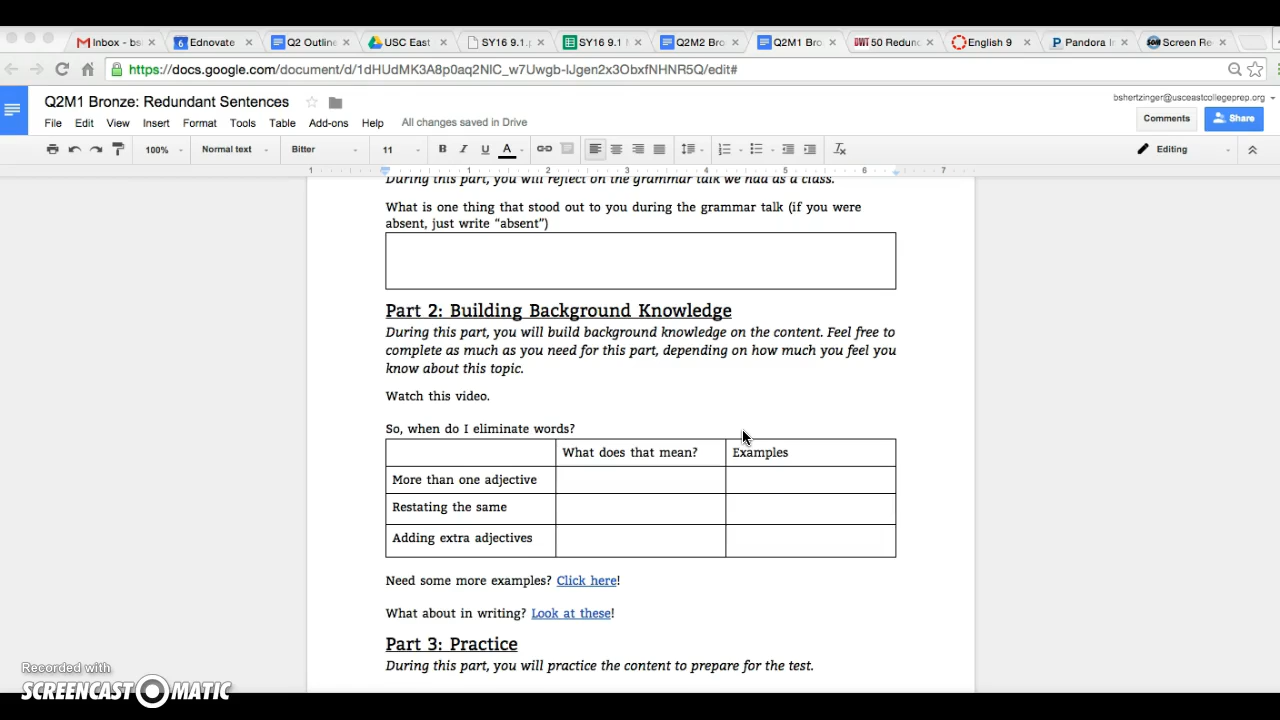 Inbox - bs
Ednovate
Q2 Outline
USC East
SY16 9.1.p
SY16 9.1 M
Q2M2 Bro
Q2M1 Bro
50 Redund
English 9
Pandora I
Screen Re
https://docs.google.com/document/d/1dHUdMK3A8p0aq2NlC_w7Uwgb-lJgen2x3ObxfNHNR5Q/edit#
Q2M1 Bronze: Redundant Sentences
bshertzinger@usceastcollegeprep.org
File Edit View Insert Format Tools Table Add-ons Help All changes saved in Drive
Comments
Share
100% Normal text Bitter 11 B I U A Editing
1 1 2 3 4 5 6 7
During this part, you will reflect on the grammar talk we had as a class.
What is one thing that stood out to you during the grammar talk (if you were
absent, just write “absent”)
Part 2: Building Background Knowledge
During this part, you will build background knowledge on the content. Feel free to
complete as much as you need for this part, depending on how much you feel you
know about this topic.
Watch this video.
So, when do I eliminate words?
What does that mean? Examples
More than one adjective
Restating the same
Adding extra adjectives
Need some more examples? Click here!
What about in writing? Look at these!
Part 3: Practice
During this part, you will practice the content to prepare for the test.
Recorded with
SCREENCAST-O-MATIC